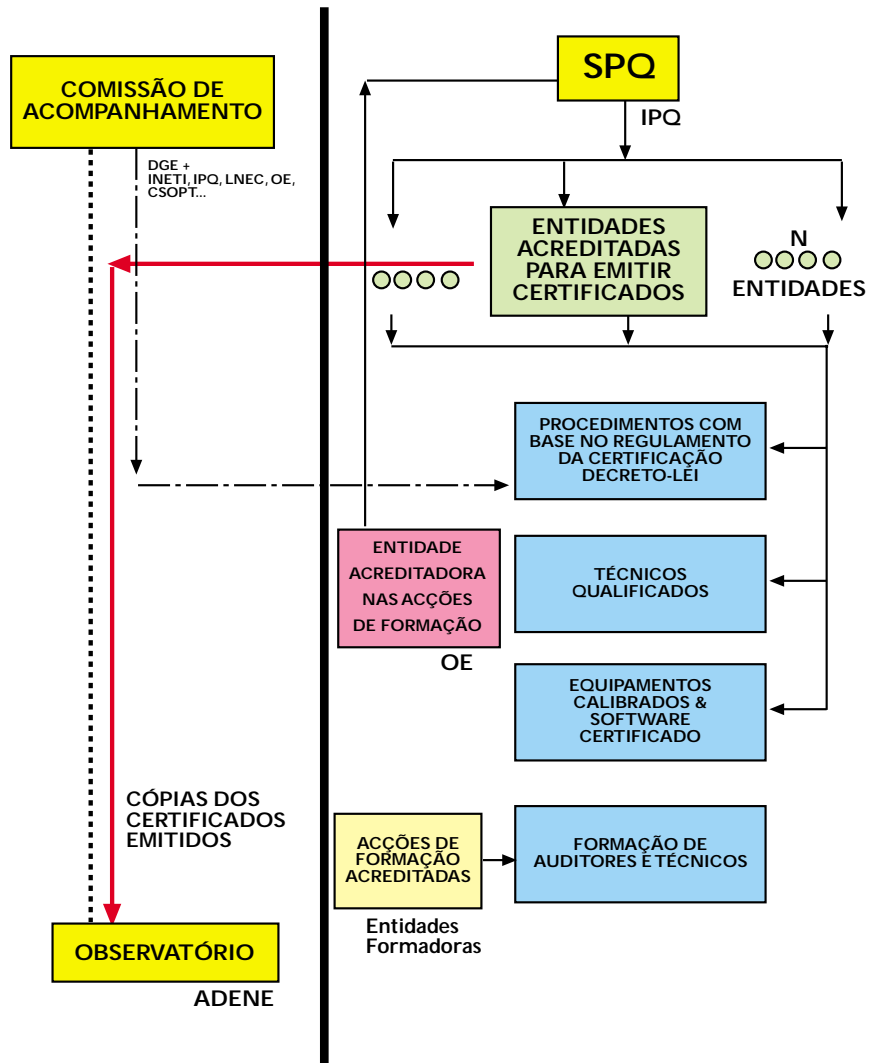 COMISSÃO DE
ACOMPANHAMENTO
DGE +
INETI, IPQ, LNEC, OE,
CSOPT...
SPQ
IPQ
ENTIDADES
ACREDITADAS
PARA EMITIR
CERTIFICADOS
N
ENTIDADES
PROCEDIMENTOS COM
BASE NO REGULAMENTO
DA CERTIFICAÇÃO
DECRETO-LEI
ENTIDADE
ACREDITADORA
NAS ACÇÕES
DE FORMAÇÃO
OE
TÉCNICOS
QUALIFICADOS
EQUIPAMENTOS
CALIBRADOS &
SOFTWARE
CERTIFICADO
CÓPIAS DOS
CERTIFICADOS
EMITIDOS
ACÇÕES DE
FORMAÇÃO
ACREDITADAS
Entidades
Formadoras
FORMAÇÃO DE
AUDITORES E TÉCNICOS
OBSERVATÓRIO
ADENE